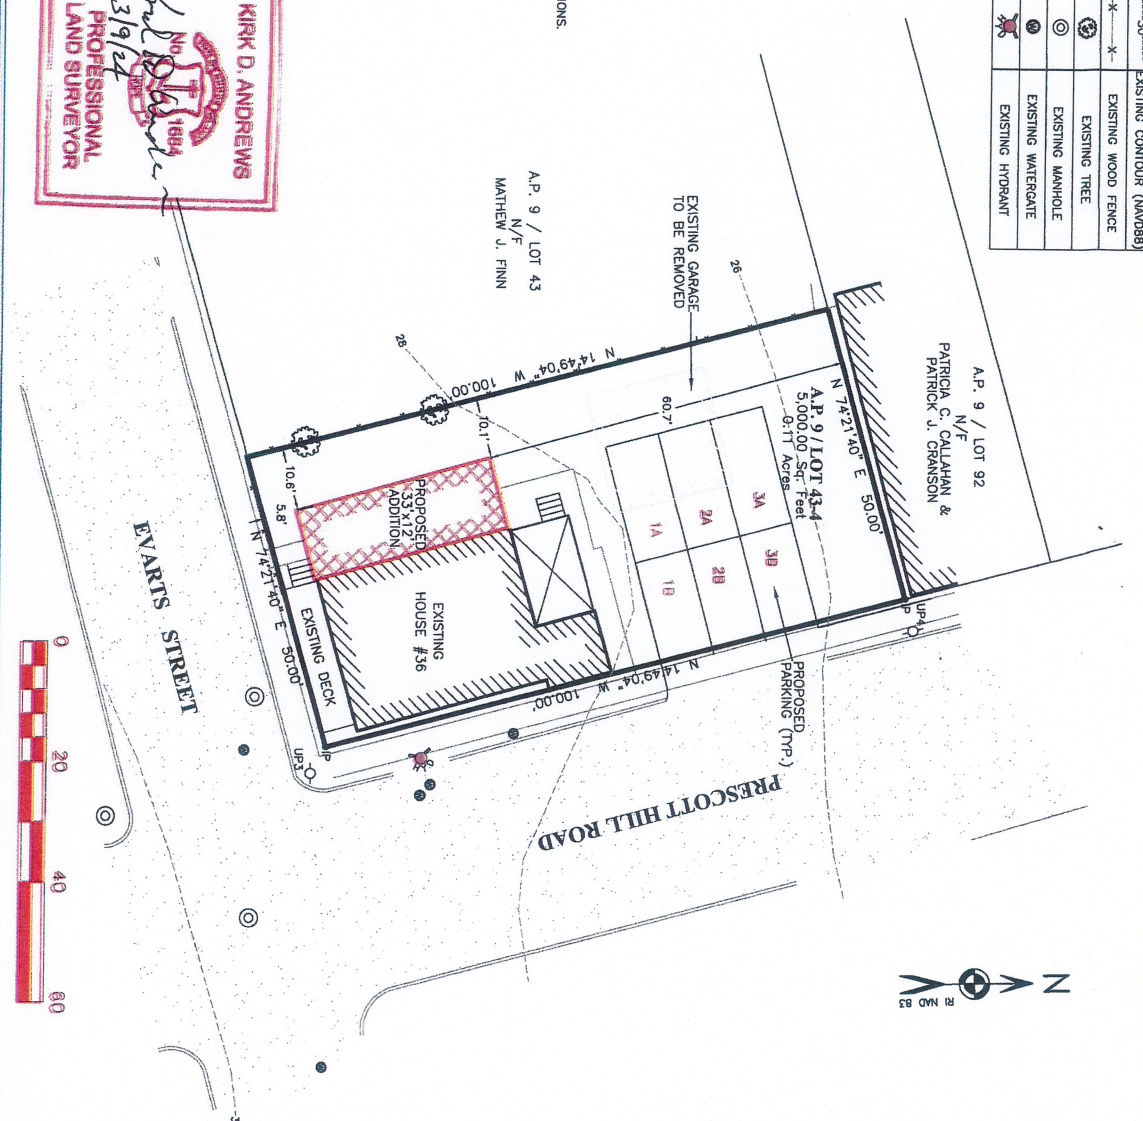 EXISTING CONTOUR (NAVD88)
EXISTING WOOD FENCE
EXISTING TREE
EXISTING MANHOLE
EXISTING WATERGATE
EXISTING HYDRANT
KIRK D. ANDREWS
No. 1684
3/9/24
PROFESSIONAL
LAND SURVEYOR
A.P. 9 / LOT 92
N/F
PATRICIA C. CALLAHAN &
PATRICK J. CRANSON
A.P. 9 / LOT 43
N/F
MATHEW J. FINN
EXISTING GARAGE
TO BE REMOVED
26
28
N 14°49'04" W
100.00'
N 74°21'40" E 50.00'
A.P. 9 / LOT 43-4
5,000.00 Sq. Feet
0.11 Acres
60.7'
10.1'
3A
3B
2A
2B
1A
1B
PROPOSED
PARKING (TYP.)
PROPOSED
33'x12'
ADDITION
10.6'
5.8'
EXISTING
HOUSE #36
EXISTING DECK
N 74°21'40" E 50.00'
N 14°49'04" W
100.00'
IP
UP4
IP
UP3
EVARTS STREET
PRESCOTT HILL ROAD
0 20 40 60
N
RI NAD 83